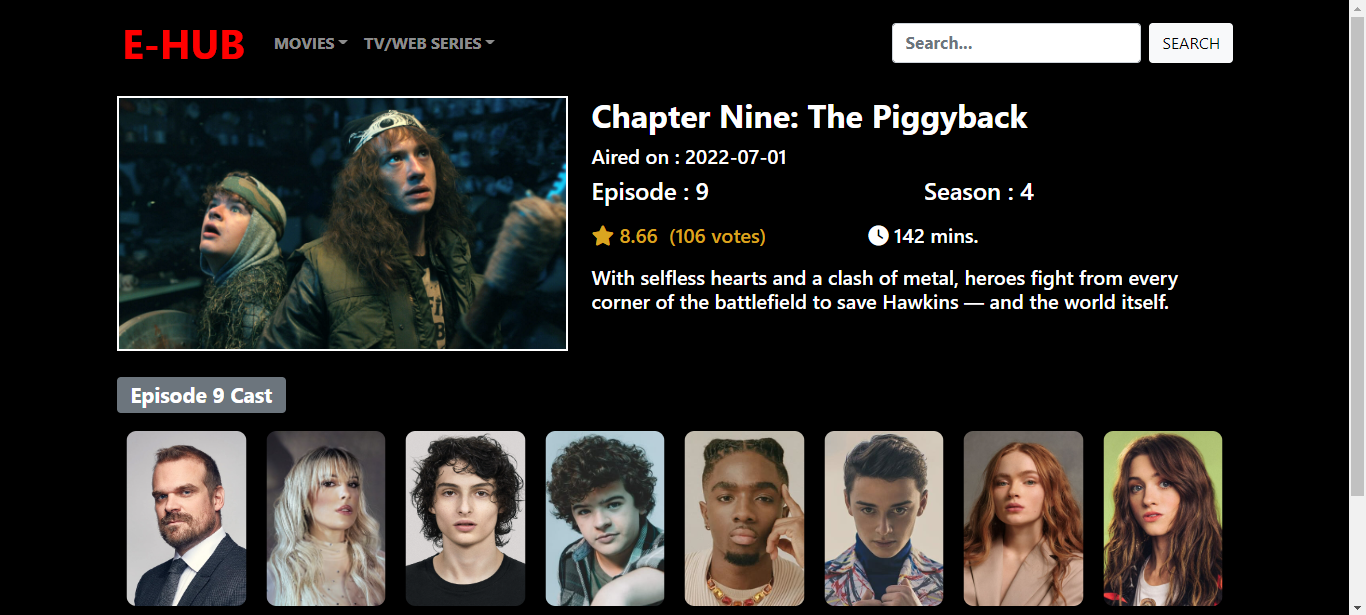 E-HUB MOVIES TV/WEB SERIES Search... SEARCH
Chapter Nine: The Piggyback
Aired on : 2022-07-01
Episode : 9 Season : 4
8.66 (106 votes) 142 mins.
With selfless hearts and a clash of metal, heroes fight from every
corner of the battlefield to save Hawkins — and the world itself.
Episode 9 Cast